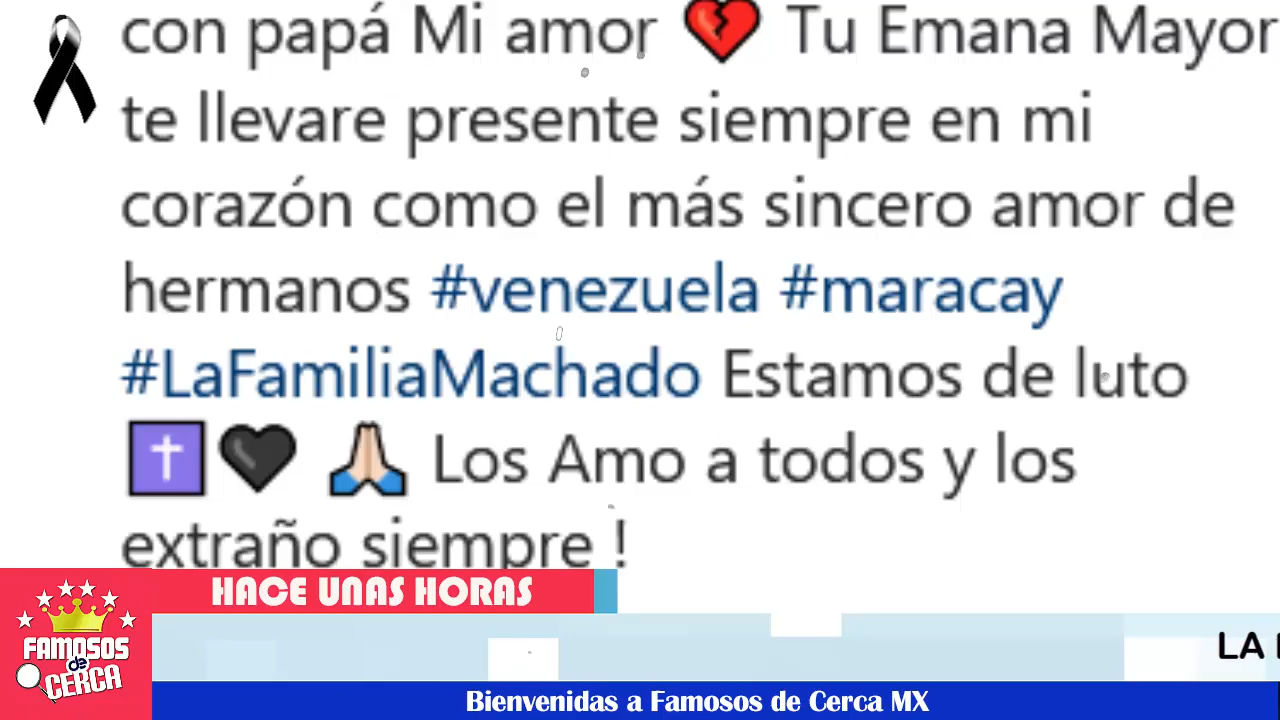 con papá Mi amor 💔 Tu Emana Mayor
te llevare presente siempre en mi
corazón como el más sincero amor de
hermanos #venezuela #maracay
#LaFamiliaMachado Estamos de luto
✝️🖤 🙏🏻 Los Amo a todos y los
extraño siempre !
HACE UNAS HORAS
FAMOSOS
de
CERCA
LA
Bienvenidas a Famosos de Cerca MX